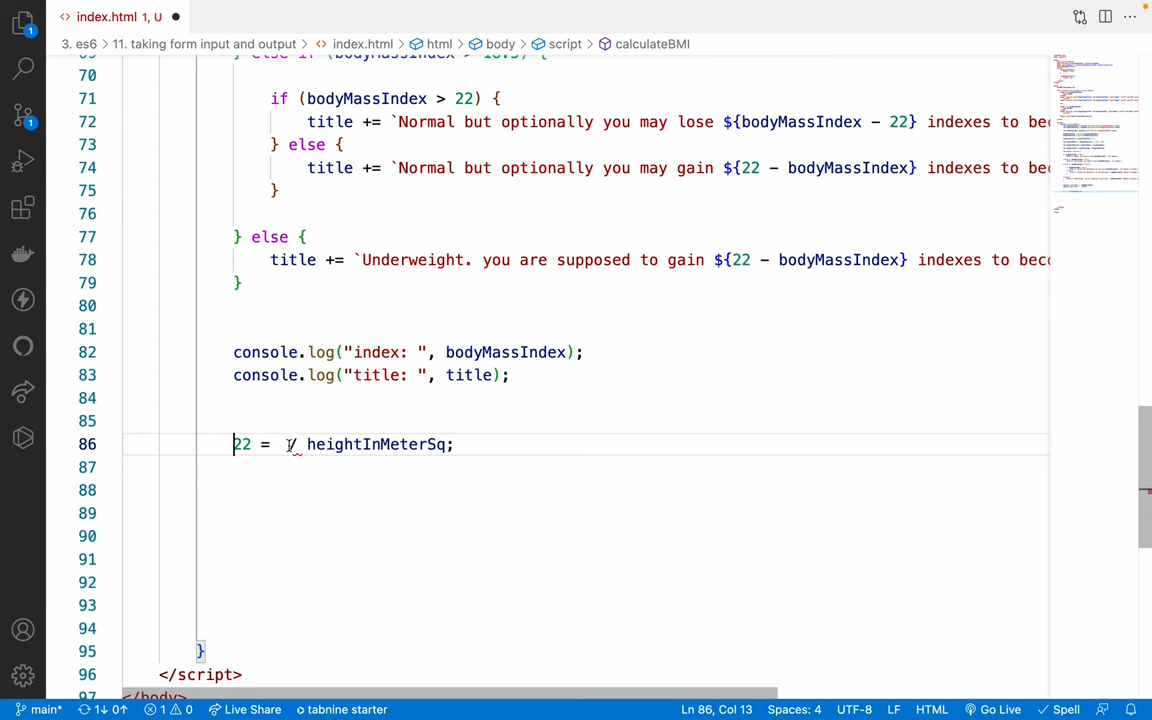 index.html 1, U
3. es6 11. taking form input and output index.html html body script calculateBMI
70
71 if (bodyMassIndex > 22) {
72 title += `Normal but optionally you may lose ${bodyMassIndex - 22} indexes to
73 } else {
74 title += `Normal but optionally you may gain ${22 - bodyMassIndex} indexes to
75 }
76
77 } else {
78 title += `Underweight. you are supposed to gain ${22 - bodyMassIndex} indexes to
79 }
80
81
82 console.log("index: ", bodyMassIndex);
83 console.log("title: ", title);
84
85
86 22 = / heightInMeterSq;
87
88
89
90
91
92
93
94
95 }
96 </script>
97 </body>
main* 1↓ 0↑ 1 0 Live Share tabnine starter Ln 86, Col 13 Spaces: 4 UTF-8 LF HTML Go Live Spell
1
1